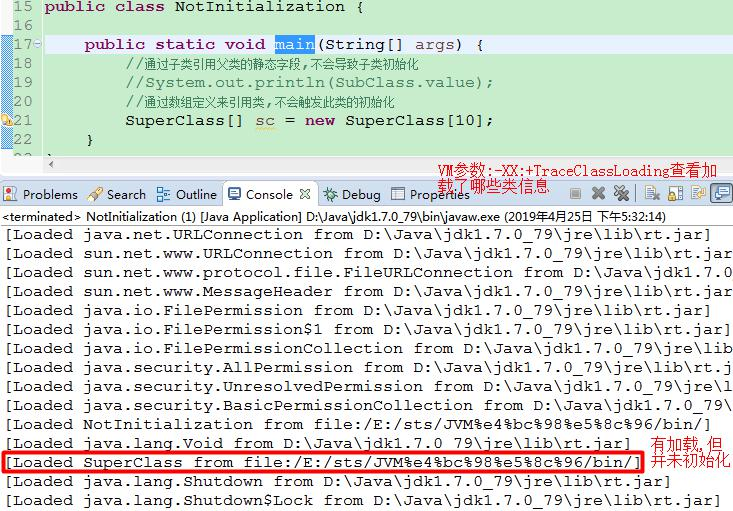 15 public class NotInitialization {
16
17 public static void main(String[] args) {
18 //通过子类引用父类的静态字段,不会导致子类初始化
19 //System.out.println(SubClass.value);
20 //通过数组定义来引用类,不会触发此类的初始化
21 SuperClass[] sc = new SuperClass[10];
22 }
VM参数:-XX:+TraceClassLoading查看加
载了哪些类信息
Problems Search Outline Console Debug Properties
<terminated> NotInitialization (1) [Java Application] D:\Java\jdk1.7.0_79\bin\javaw.exe (2019年4月25日 下午5:32:14)
[Loaded java.net.URLConnection from D:\Java\jdk1.7.0_79\jre\lib\rt.jar]
[Loaded sun.net.www.URLConnection from D:\Java\jdk1.7.0_79\jre\lib\rt.jar
[Loaded sun.net.www.protocol.file.FileURLConnection from D:\Java\jdk1.7.0
[Loaded sun.net.www.MessageHeader from D:\Java\jdk1.7.0_79\jre\lib\rt.jar
[Loaded java.io.FilePermission from D:\Java\jdk1.7.0_79\jre\lib\rt.jar]
[Loaded java.io.FilePermission$1 from D:\Java\jdk1.7.0_79\jre\lib\rt.jar]
[Loaded java.io.FilePermissionCollection from D:\Java\jdk1.7.0_79\jre\lib
[Loaded java.security.AllPermission from D:\Java\jdk1.7.0_79\jre\lib\rt.j
[Loaded java.security.UnresolvedPermission from D:\Java\jdk1.7.0_79\jre\l
[Loaded java.security.BasicPermissionCollection from D:\Java\jdk1.7.0_79\
[Loaded NotInitialization from file:/E:/sts/JVM%e4%bc%98%e5%8c%96/bin/]
[Loaded java.lang.Void from D:\Java\jdk1.7.0_79\jre\lib\rt.jar]
有加载,但
[Loaded SuperClass from file:/E:/sts/JVM%e4%bc%98%e5%8c%96/bin/]
并未初始化
[Loaded java.lang.Shutdown from D:\Java\jdk1.7.0_79\jre\lib\rt.jar]
[Loaded java.lang.Shutdown$Lock from D:\Java\jdk1.7.0_79\jre\lib\rt.jar]